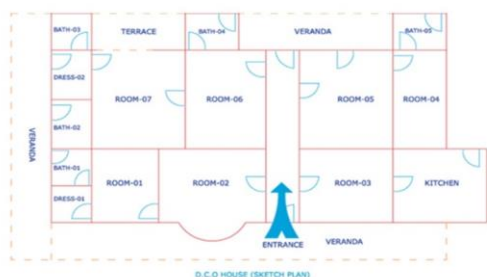 BATH-03
TERRACE
BATH-04
VERANDA
BATH-05
DRESS-02
ROOM-07
ROOM-06
ROOM-05
ROOM-04
VERANDA
BATH-02
BATH-01
ROOM-01
ROOM-02
ROOM-03
KITCHEN
DRESS-01
ENTRANCE
VERANDA
D.C.O HOUSE (SKETCH PLAN)